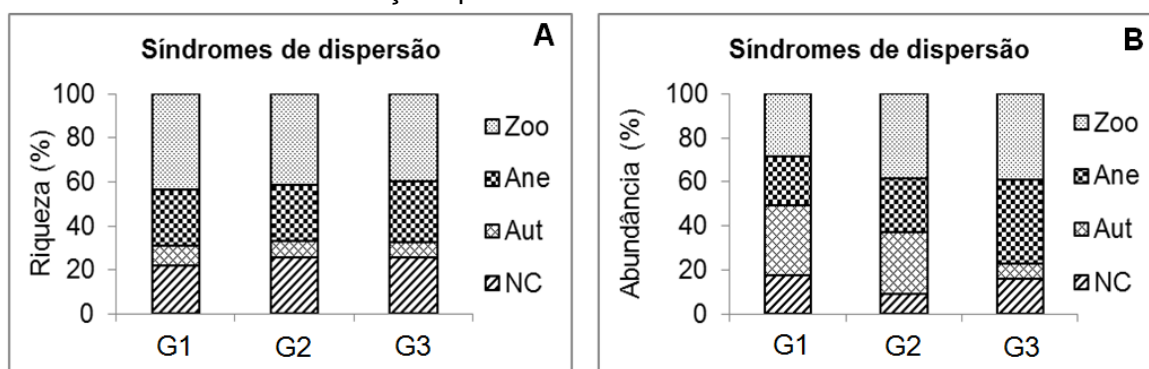 Síndromes de dispersão
A
Riqueza (%)
100
80
60
40
20
0
G1 G2 G3
Zoo
Ane
Aut
NC
Síndromes de dispersão
B
Abundância (%)
100
80
60
40
20
0
G1 G2 G3
Zoo
Ane
Aut
NC